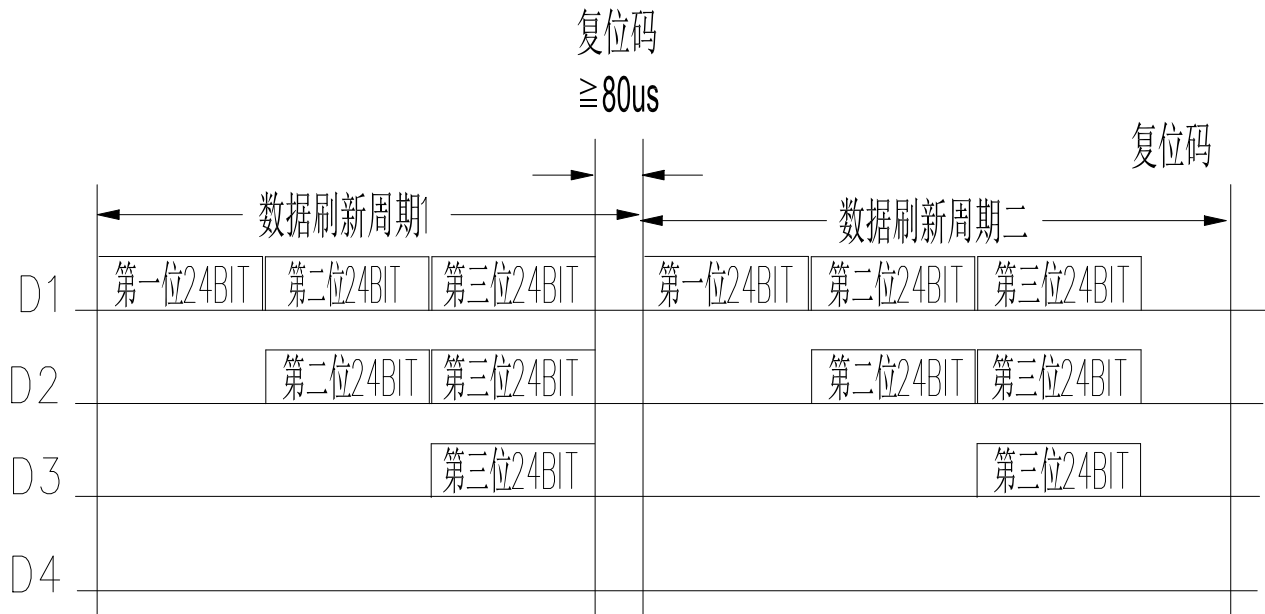 复位码
≧80us
复位码
数据刷新周期1
数据刷新周期二
D1 第一位24BIT 第二位24BIT 第三位24BIT 第一位24BIT 第二位24BIT 第三位24BIT
D2 第二位24BIT 第三位24BIT 第二位24BIT 第三位24BIT
D3 第三位24BIT 第三位24BIT
D4